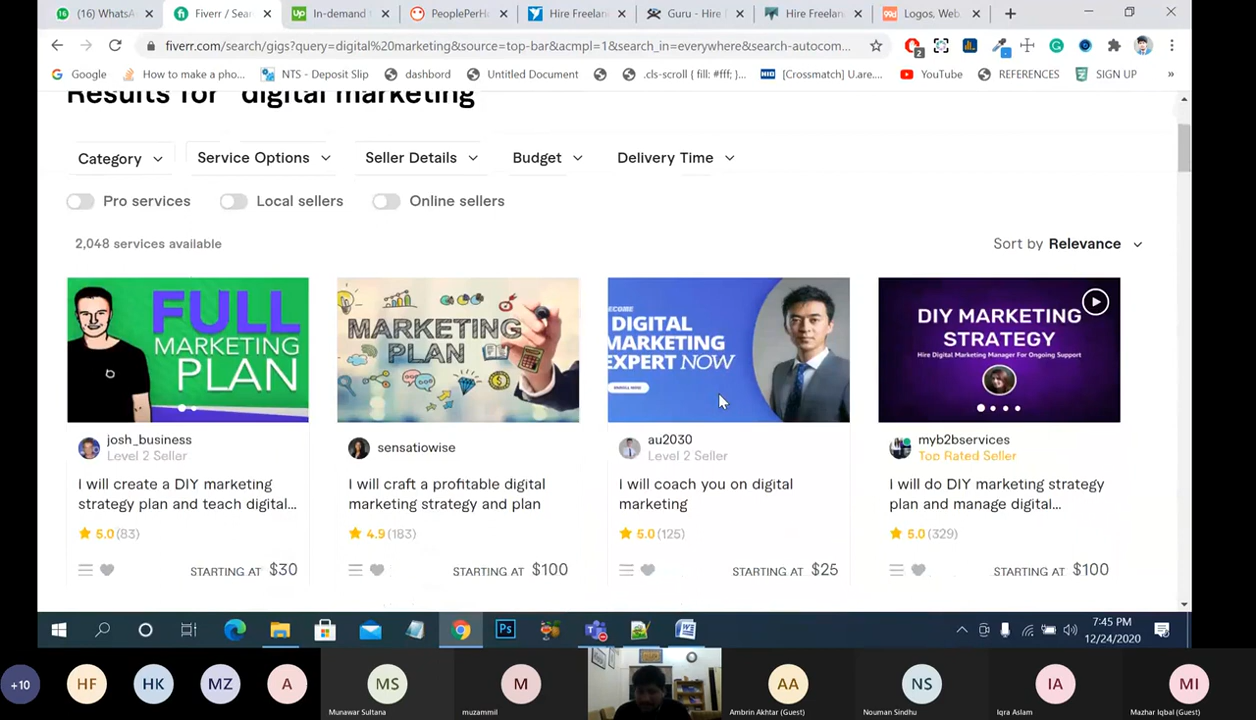 (16) WhatsA
Fiverr / Sear
In-demand
PeoplePerH
Hire Freelan
Guru - Hire
Hire Freelan
Logos, Web,
fiverr.com/search/gigs?query=digital%20marketing&source=top-bar&acmpl=1&search_in=everywhere&search-autocom...
2
Google
How to make a pho...
NTS - Deposit Slip
dashbord
Untitled Document
.cls-scroll { fill: #fff; }...
[Crossmatch] U.are....
YouTube
REFERENCES
SIGN UP
Results for "digital marketing
Category
Service Options
Seller Details
Budget
Delivery Time
Pro services
Local sellers
Online sellers
2,048 services available
Sort by Relevance
FULL
MARKETING
PLAN
MARKETING
PLAN
BECOME
DIGITAL
MARKETING
EXPERT NOW
DIY MARKETING
STRATEGY
Hire Digital Marketing Manager For Ongoing Support
josh_business
Level 2 Seller
sensatiowise
au2030
Level 2 Seller
myb2bservices
Top Rated Seller
I will create a DIY marketing
strategy plan and teach digital...
I will craft a profitable digital
marketing strategy and plan
I will coach you on digital
marketing
I will do DIY marketing strategy
plan and manage digital...
5.0 (83)
4.9 (183)
5.0 (125)
5.0 (329)
STARTING AT $30
STARTING AT $100
STARTING AT $25
STARTING AT $100
Ps
7:45 PM
12/24/2020
+10
HF
HK
MZ
A
MS
M
AA
NS
IA
MI
Munawar Sultana
muzammil
Ambrin Akhtar (Guest)
Nouman Sindhu
Iqra Aslam
Mazhar Iqbal (Guest)